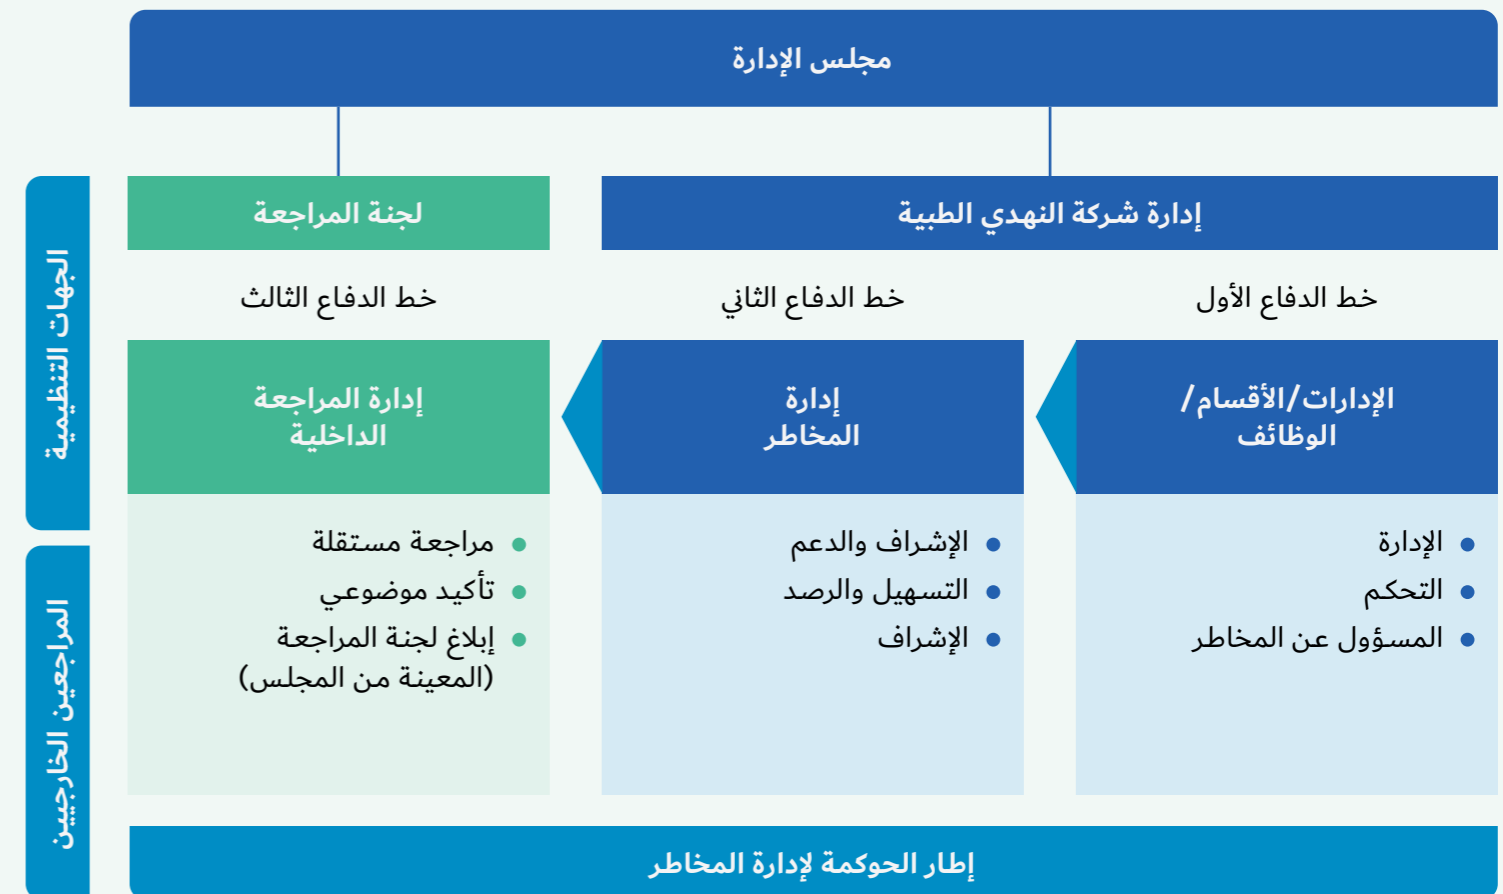 مجلس الإدارة
إدارة شركة النهدي الطبية
لجنة المراجعة
خط الدفاع الأول
خط الدفاع الثاني
خط الدفاع الثالث
الإدارات/الأقسام/
الوظائف
الإدارة
التحكم
المسؤول عن المخاطر
إدارة
المخاطر
الإشراف والدعم
التسهيل والرصد
الإشراف
إدارة المراجعة
الداخلية
مراجعة مستقلة
تأكيد موضوعي
إبلاغ لجنة المراجعة
(المعينة من المجلس)
الجهات التنظيمية
المراجعين الخارجيين
إطار الحوكمة لإدارة المخاطر